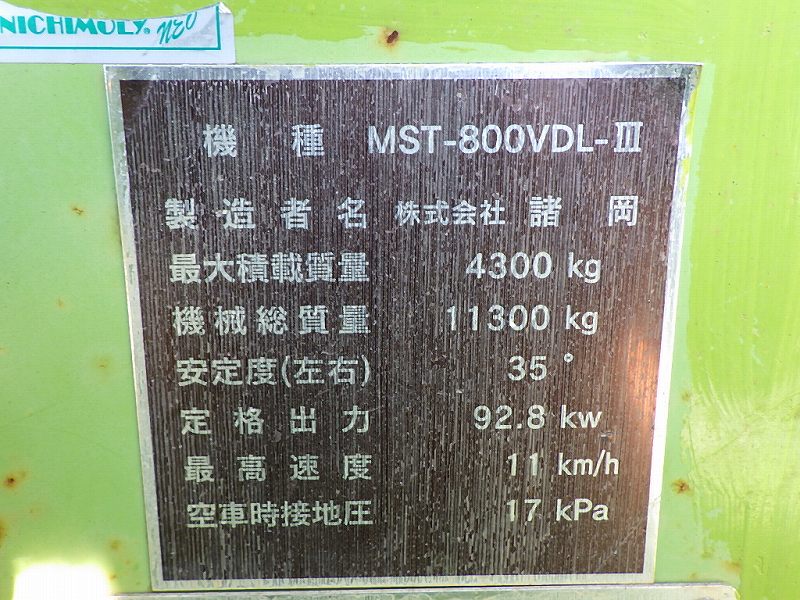 NICHIMOLY NEO
機種 MST-800VDL-III
製造者名 株式会社 諸岡
最大積載質量 4300 kg
機械総質量 11300 kg
安定度(左右) 35°
定格出力 92.8 kw
最高速度 11 km/h
空車時接地圧 17 kPa